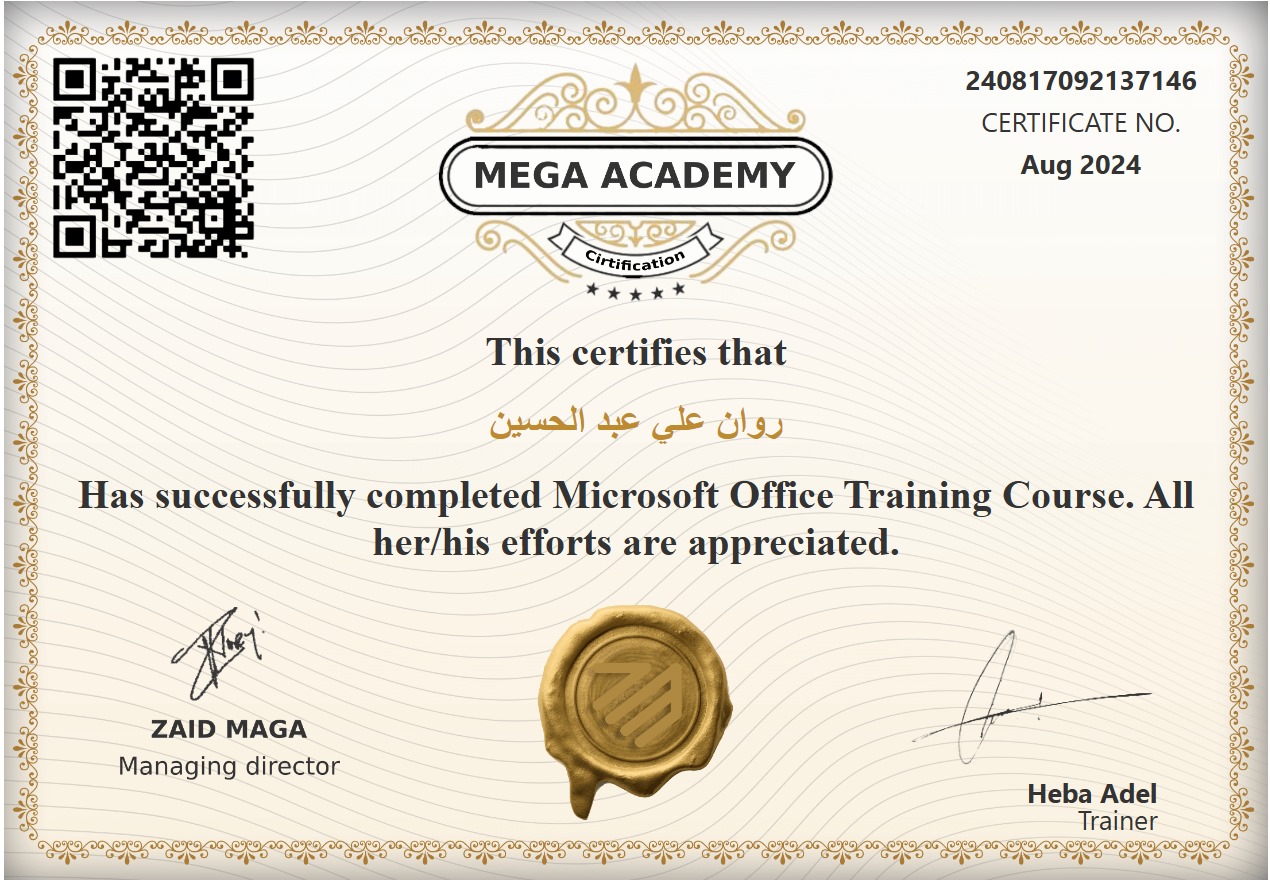 240817092137146
CERTIFICATE NO.
Aug 2024
MEGA ACADEMY
Cirtification
This certifies that
روان علي عبد الحسين
Has successfully completed Microsoft Office Training Course. All
her/his efforts are appreciated.
ZAID MAGA
Managing director
Heba Adel
Trainer